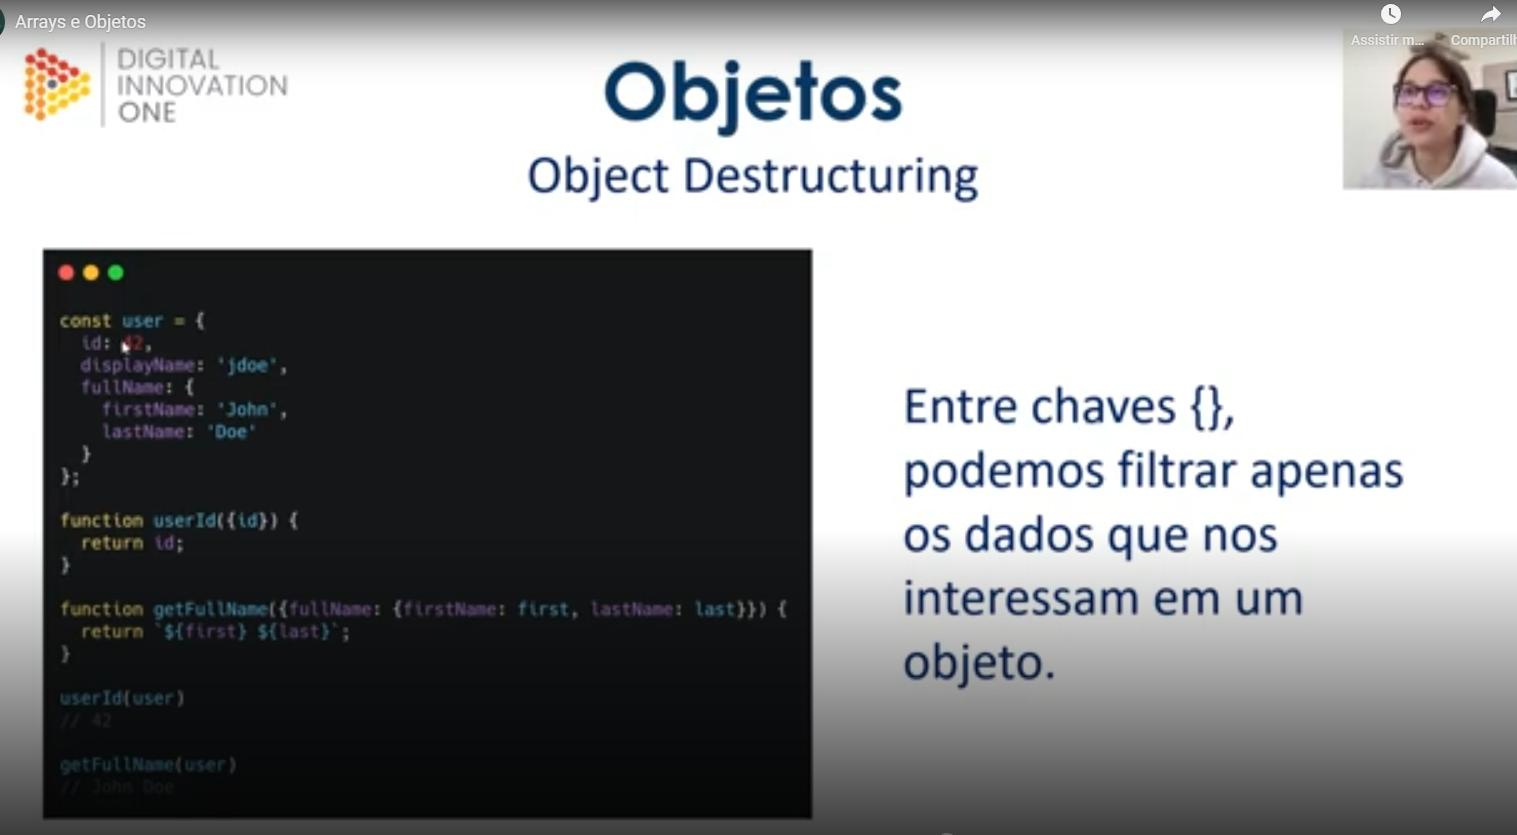 Arrays e Objetos
Assistir m...
Compartilh
DIGITAL
INNOVATION
ONE
Objetos
Object Destructuring
const user = {
  id: 42,
  displayName: 'jdoe',
  fullName: {
    firstName: 'John',
    lastName: 'Doe'
  }
};
function userId({id}) {
  return id;
}
function getFullName({fullName: {firstName: first, lastName: last}}) {
  return `${first} ${last}`;
}
userId(user)
// 42
getFullName(user)
// John Doe
Entre chaves {},
podemos filtrar apenas
os dados que nos
interessam em um
objeto.